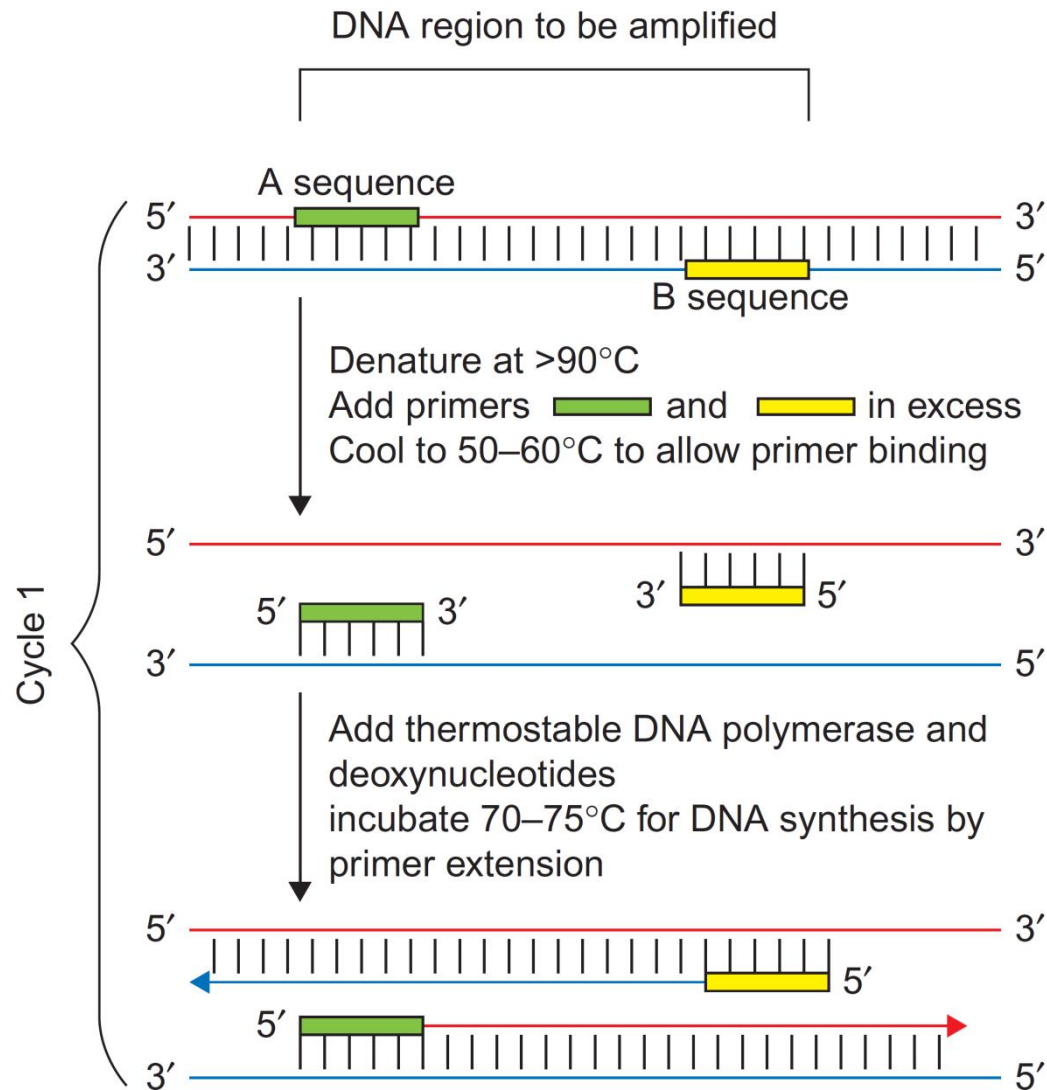 DNA region to be amplified
A sequence
5′ 3′
3′ 5′
B sequence
Denature at >90°C
Add primers and in excess
Cool to 50–60°C to allow primer binding
5′ 3′
3′ 5′
5′ 3′
3′ 5′
Cycle 1
Add thermostable DNA polymerase and
deoxynucleotides
incubate 70–75°C for DNA synthesis by
primer extension
5′ 3′
5′
5′
3′ 5′